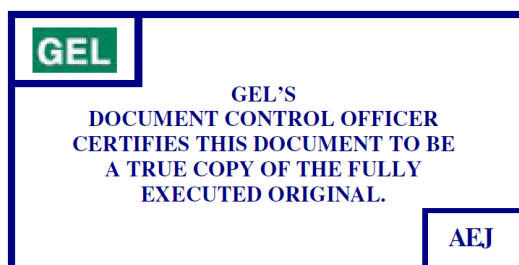 GEL
GEL'S
DOCUMENT CONTROL OFFICER
CERTIFIES THIS DOCUMENT TO BE
A TRUE COPY OF THE FULLY
EXECUTED ORIGINAL.
AEJ